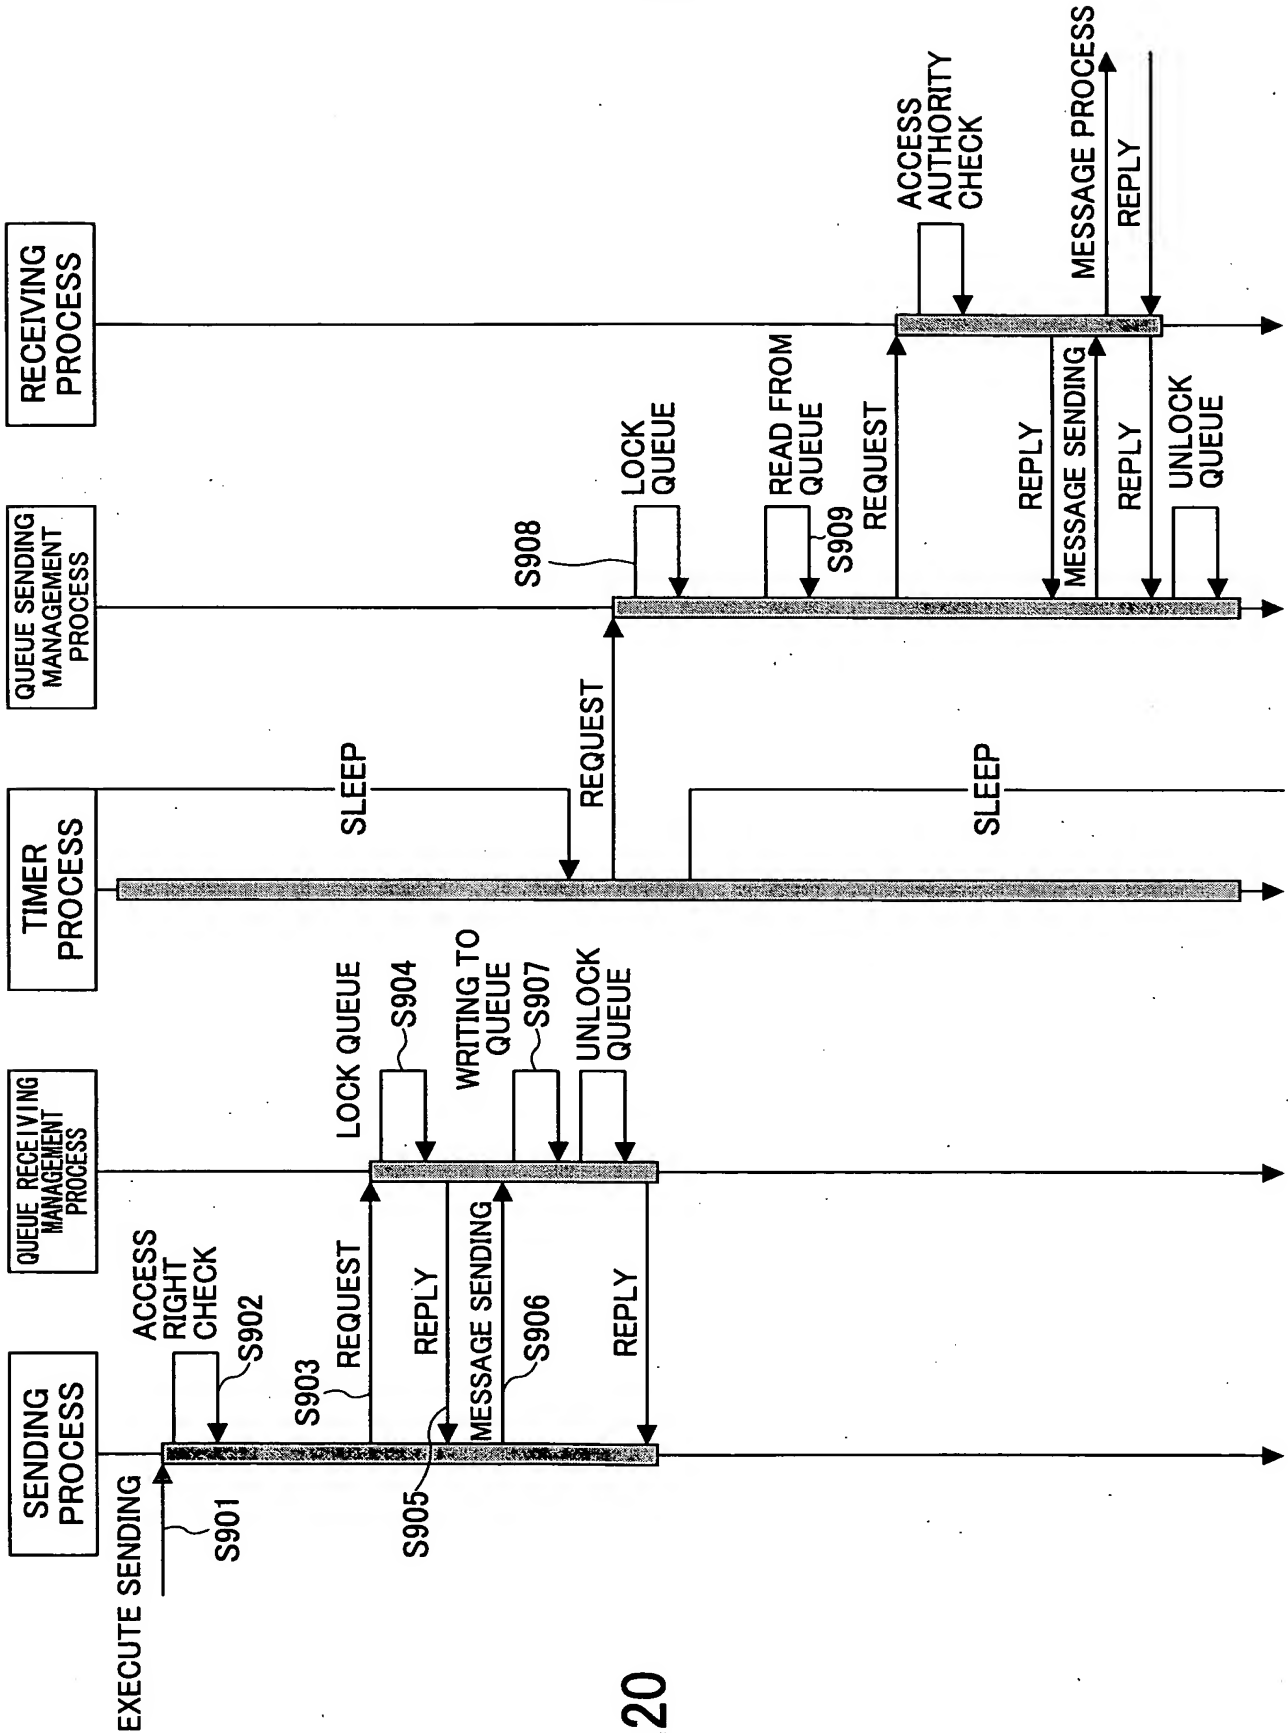 SENDING
PROCESS
QUEUE RECEIVING
MANAGEMENT
PROCESS
TIMER
PROCESS
QUEUE SENDING
MANAGEMENT
PROCESS
RECEIVING
PROCESS
EXECUTE SENDING
S901
ACCESS
RIGHT
CHECK
S902
S903
REQUEST
LOCK QUEUE
S904
S905
REPLY
MESSAGE SENDING
S906
WRITING TO
QUEUE
S907
UNLOCK
QUEUE
REPLY
SLEEP
REQUEST
SLEEP
S908
LOCK
QUEUE
READ FROM
QUEUE
S909
REQUEST
ACCESS
AUTHORITY
CHECK
REPLY
MESSAGE SENDING
MESSAGE PROCESS
REPLY
REPLY
UNLOCK
QUEUE
20